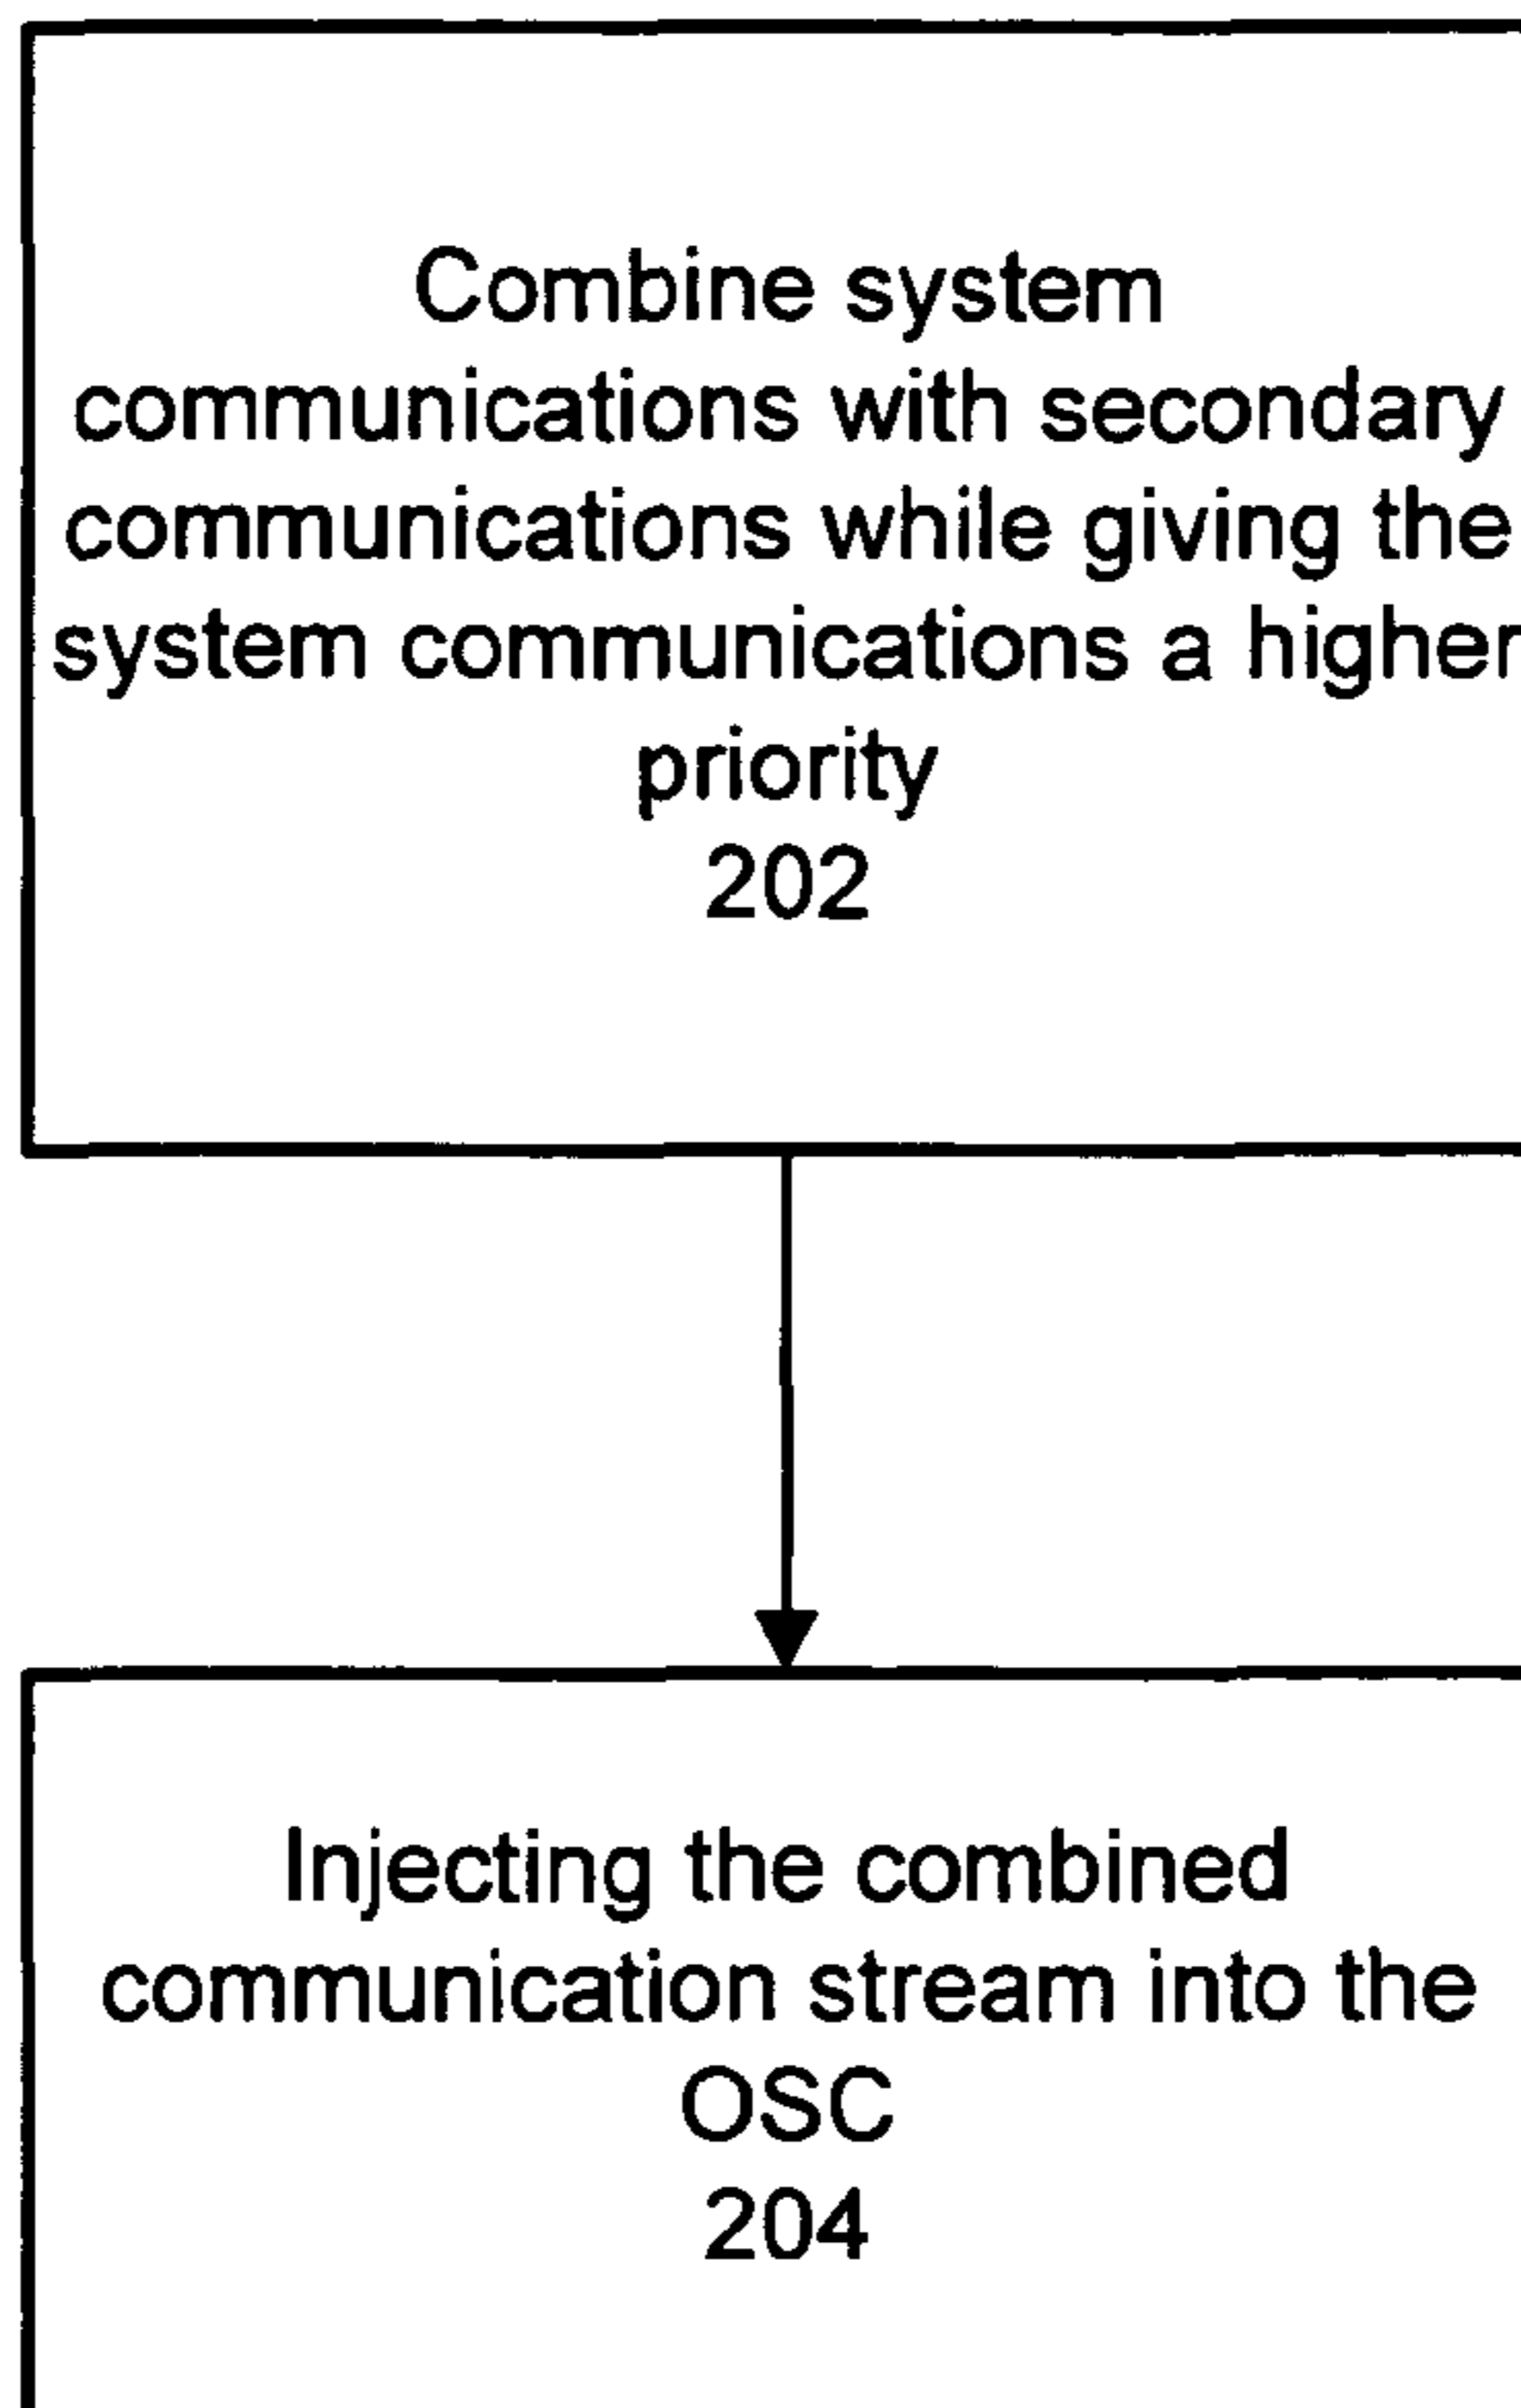 Combine system
communications with secondary
communications while giving the
system communications a higher
priority
202
Injecting the combined
communication stream into the
OSC
204